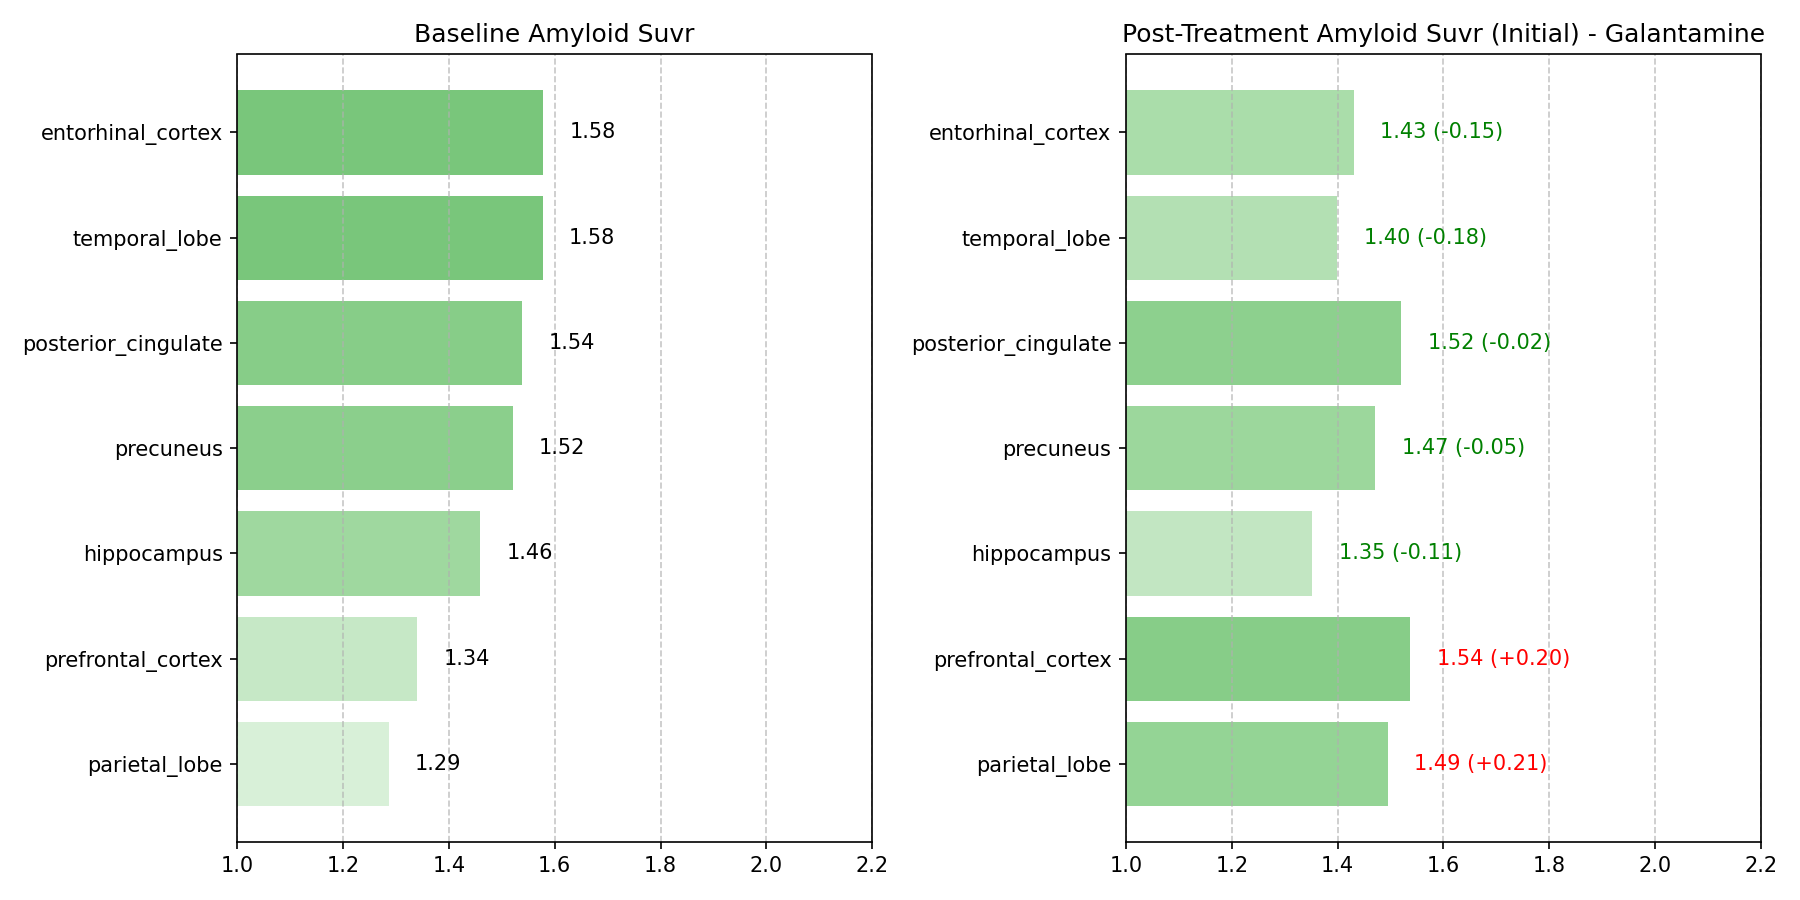 Baseline Amyloid Suvr
entorhinal_cortex
1.58
temporal_lobe
1.58
posterior_cingulate
1.54
precuneus
1.52
hippocampus
1.46
prefrontal_cortex
1.34
parietal_lobe
1.29
1.0 1.2 1.4 1.6 1.8 2.0 2.2
Post-Treatment Amyloid Suvr (Initial) - Galantamine
entorhinal_cortex
1.43 (-0.15)
temporal_lobe
1.40 (-0.18)
posterior_cingulate
1.52 (-0.02)
precuneus
1.47 (-0.05)
hippocampus
1.35 (-0.11)
prefrontal_cortex
1.54 (+0.20)
parietal_lobe
1.49 (+0.21)
1.0 1.2 1.4 1.6 1.8 2.0 2.2